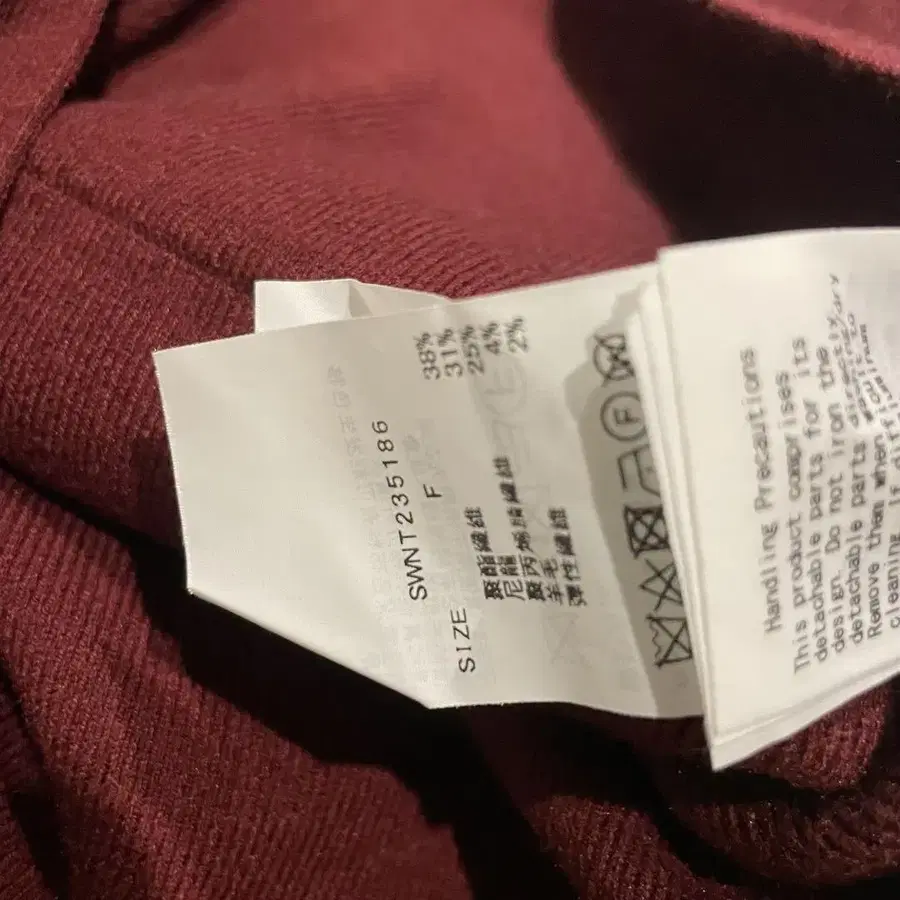 SWNT235186
SIZE F
聚酯纖維 38%
尼龍 31%
聚丙烯腈纖維 25%
羊毛 4%
彈性纖維 2%
F
Handling Precautions
This product comprises
detachable parts for its
design. Do not iron the
detachable parts directly
Remove than when
cleaning. If